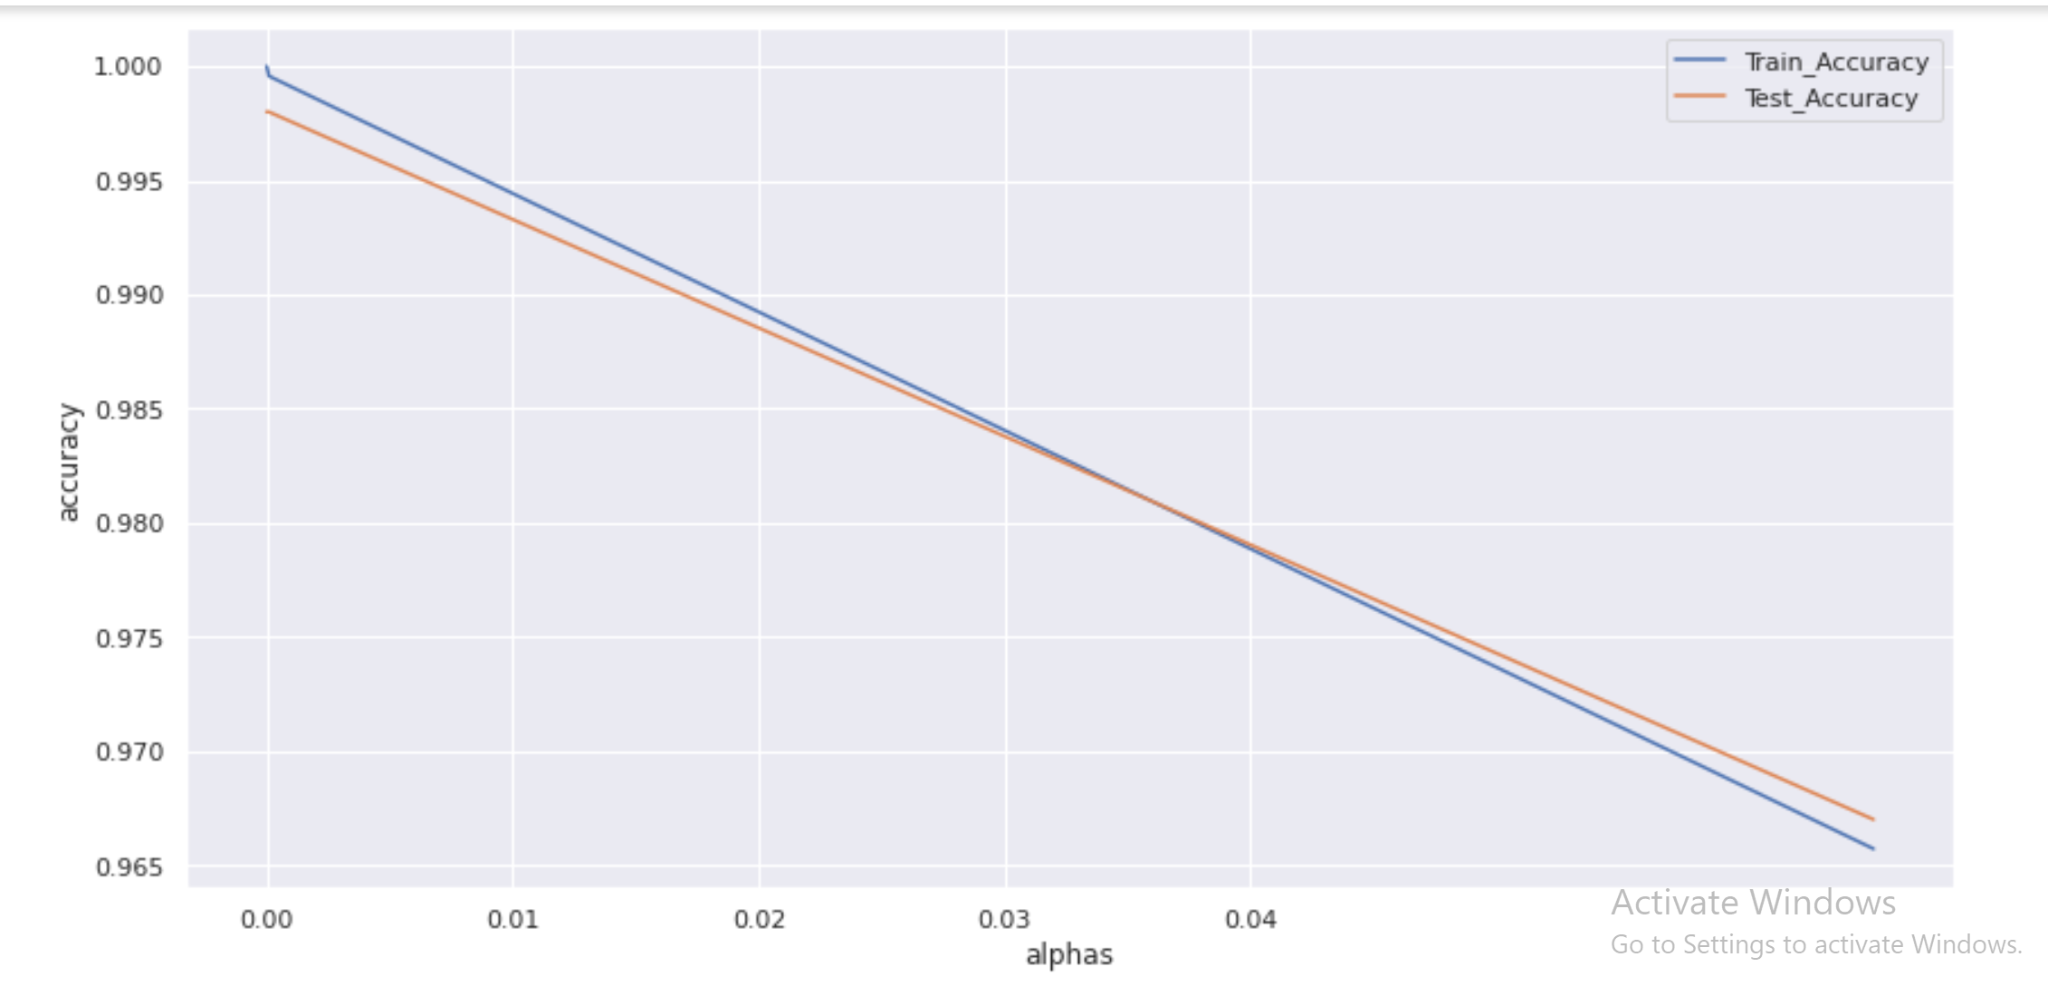 1.000
0.995
0.990
0.985
0.980
0.975
0.970
0.965
accuracy
Train_Accuracy
Test_Accuracy
0.00 0.01 0.02 0.03 0.04
alphas
Activate Windows
Go to Settings to activate Windows.